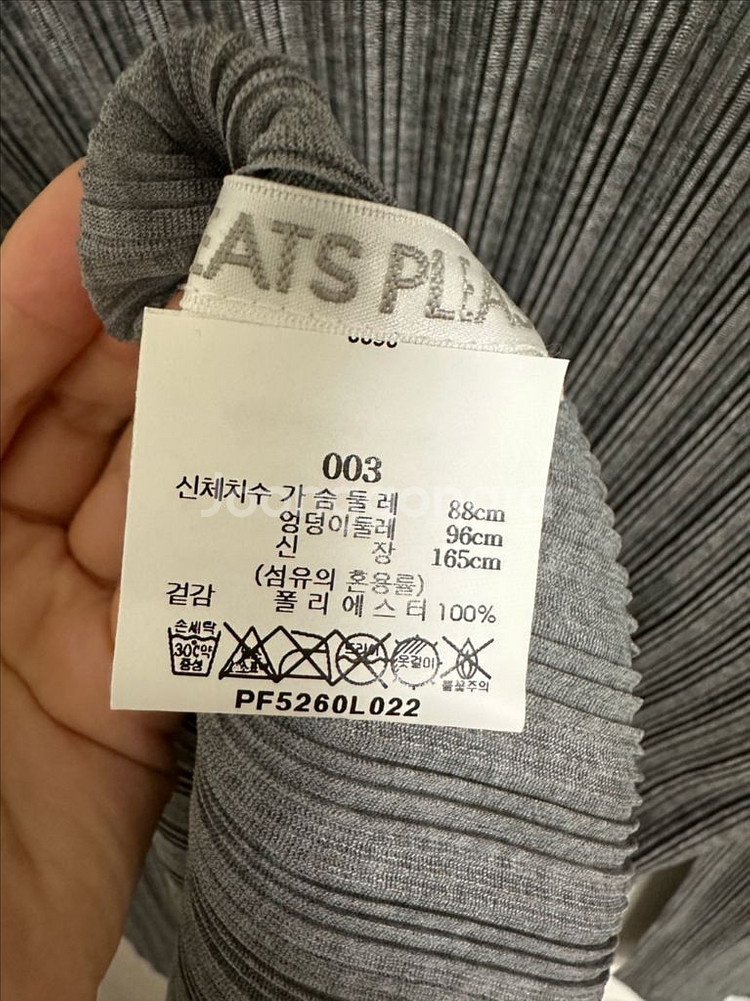 EATS PLEAS
003
신체치수 가 슴 둘 레 88cm
엉덩이둘레 96cm
신 장 165cm
(섬유의 혼용률)
겉감 폴 리 에 스 터 100%
손세탁
30℃약
중성
드라이
옷걸이
불꽃주의
PF5260L022